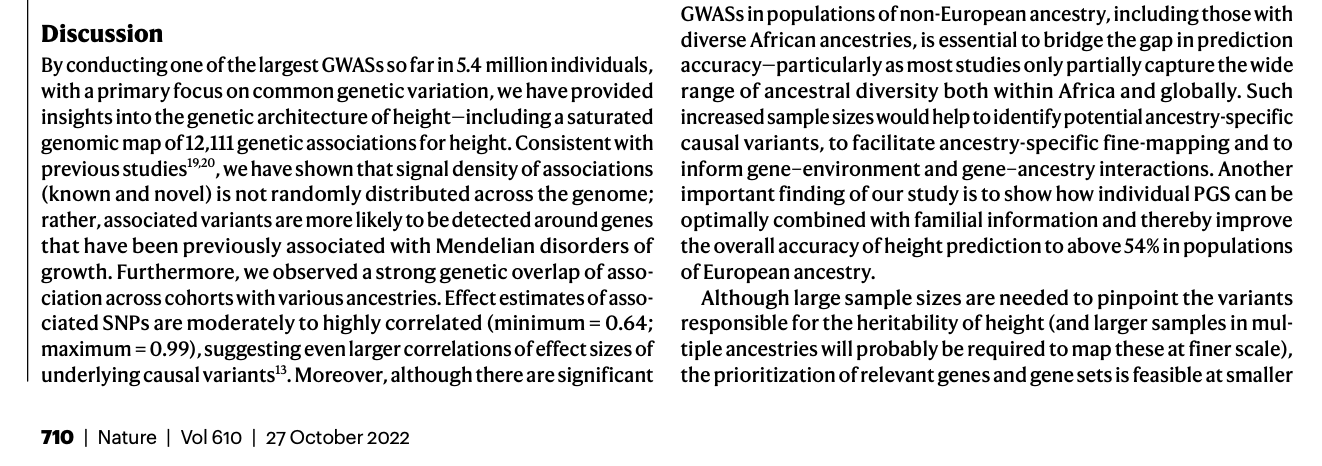 Discussion
By conducting one of the largest GWASs so far in 5.4 million individuals,
with a primary focus on common genetic variation, we have provided
insights into the genetic architecture of height—including a saturated
genomic map of 12,111 genetic associations for height. Consistent with
previous studies19,20, we have shown that signal density of associations
(known and novel) is not randomly distributed across the genome;
rather, associated variants are more likely to be detected around genes
that have been previously associated with Mendelian disorders of
growth. Furthermore, we observed a strong genetic overlap of asso-
ciation across cohorts with various ancestries. Effect estimates of asso-
ciated SNPs are moderately to highly correlated (minimum = 0.64;
maximum = 0.99), suggesting even larger correlations of effect sizes of
underlying causal variants13. Moreover, although there are significant
GWASs in populations of non-European ancestry, including those with
diverse African ancestries, is essential to bridge the gap in prediction
accuracy—particularly as most studies only partially capture the wide
range of ancestral diversity both within Africa and globally. Such
increased sample sizes would help to identify potential ancestry-specific
causal variants, to facilitate ancestry-specific fine-mapping and to
inform gene–environment and gene–ancestry interactions. Another
important finding of our study is to show how individual PGS can be
optimally combined with familial information and thereby improve
the overall accuracy of height prediction to above 54% in populations
of European ancestry.
Although large sample sizes are needed to pinpoint the variants
responsible for the heritability of height (and larger samples in mul-
tiple ancestries will probably be required to map these at finer scale),
the prioritization of relevant genes and gene sets is feasible at smaller
710 | Nature | Vol 610 | 27 October 2022